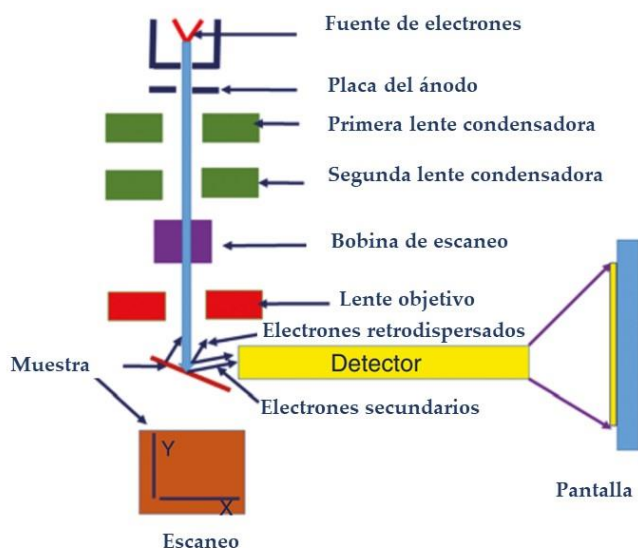 Fuente de electrones
Placa del ánodo
Primera lente condensadora
Segunda lente condensadora
Bobina de escaneo
Lente objetivo
Electrones retrodispersados
Muestra
Detector
Electrones secundarios
Y
X
Pantalla
Escaneo